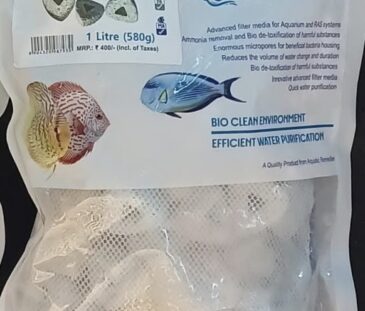 1 Litre (580g)
MRP.: ₹ 400/- (Incl. of Taxes)
Advanced filter media for Aquarium and RAS systems
Ammonia removal and Bio de-toxification of harmful substances
Enormous micropores for beneficial bacteria housing
Reduces the volume of water change and duration
Bio de-toxification of harmful substances
Innovative advanced filter media
Quick water purification
BIO CLEAN ENVIRONMENT
EFFICIENT WATER PURIFICATION
A Quality Product from Aquatic Remedies